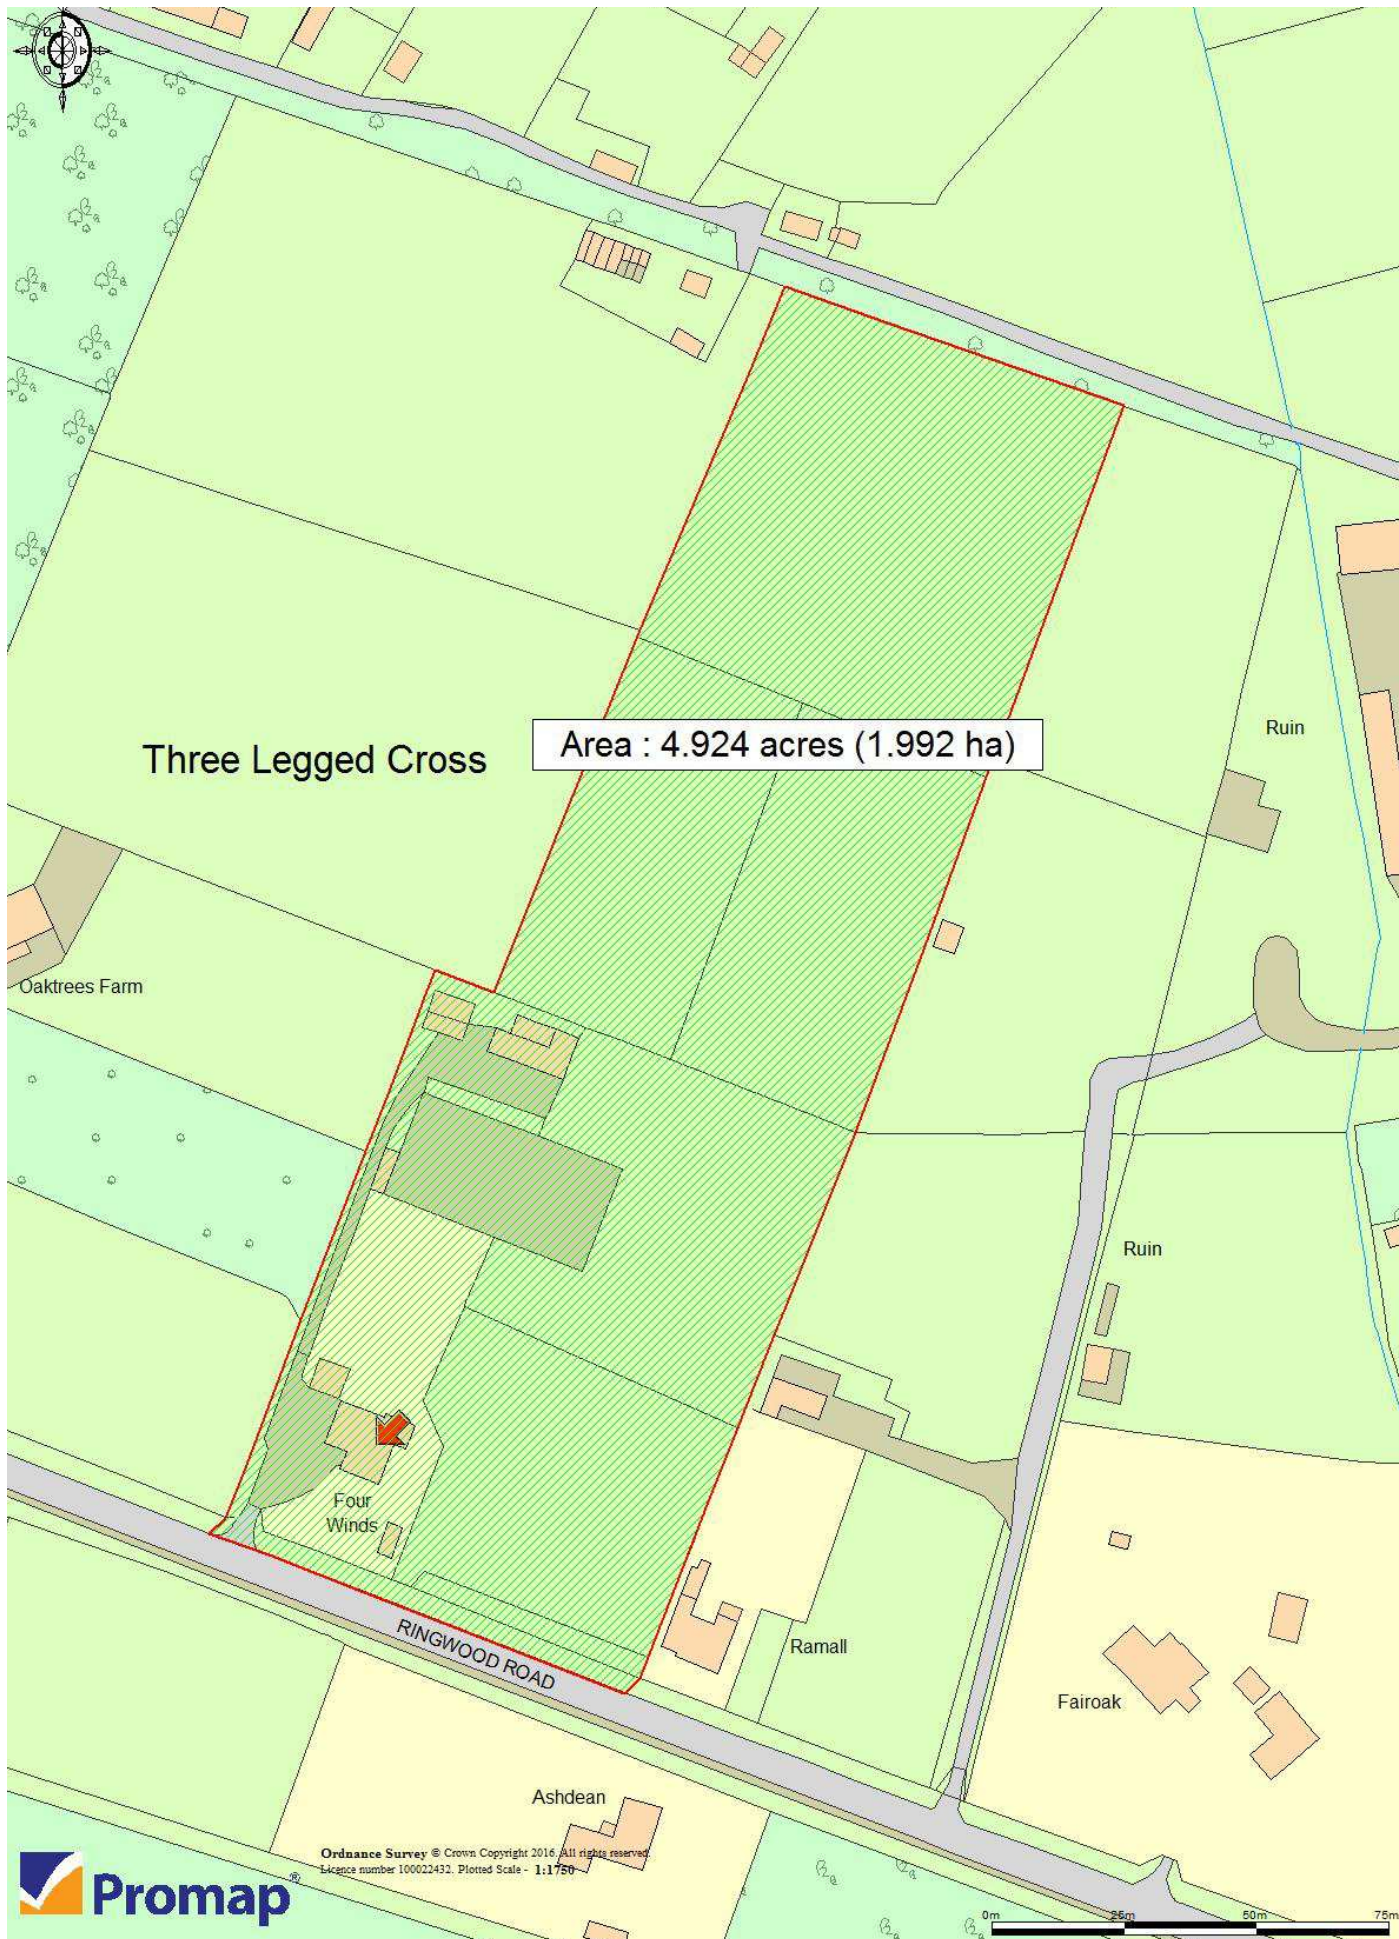 Ruin
Area : 4.924 acres (1.992 ha)
Three Legged Cross
Oaktrees Farm
Ruin
Four
Winds
RINGWOOD ROAD
Ramall
Fairoak
Ashdean
Ordnance Survey © Crown Copyright 2016. All rights reserved.
Licence number 100022432. Plotted Scale - 1:1750
Promap®
0m 25m 50m 75m